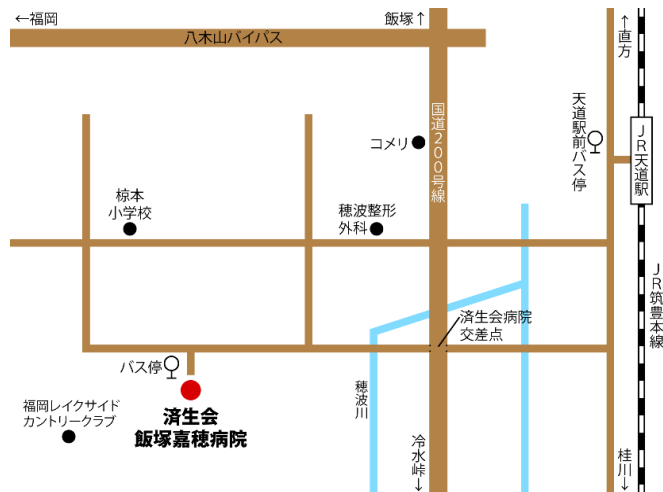 ←福岡
飯塚↑
↑直方
八木山バイパス
国道200号線
コメリ
天道駅前バス停
JR天道駅
椋本
小学校
穂波整形
外科
JR筑豊本線
済生会病院
交差点
バス停
穂波川
福岡レイクサイド
カントリークラブ
済生会
飯塚嘉穂病院
冷水峠↓
桂川↓